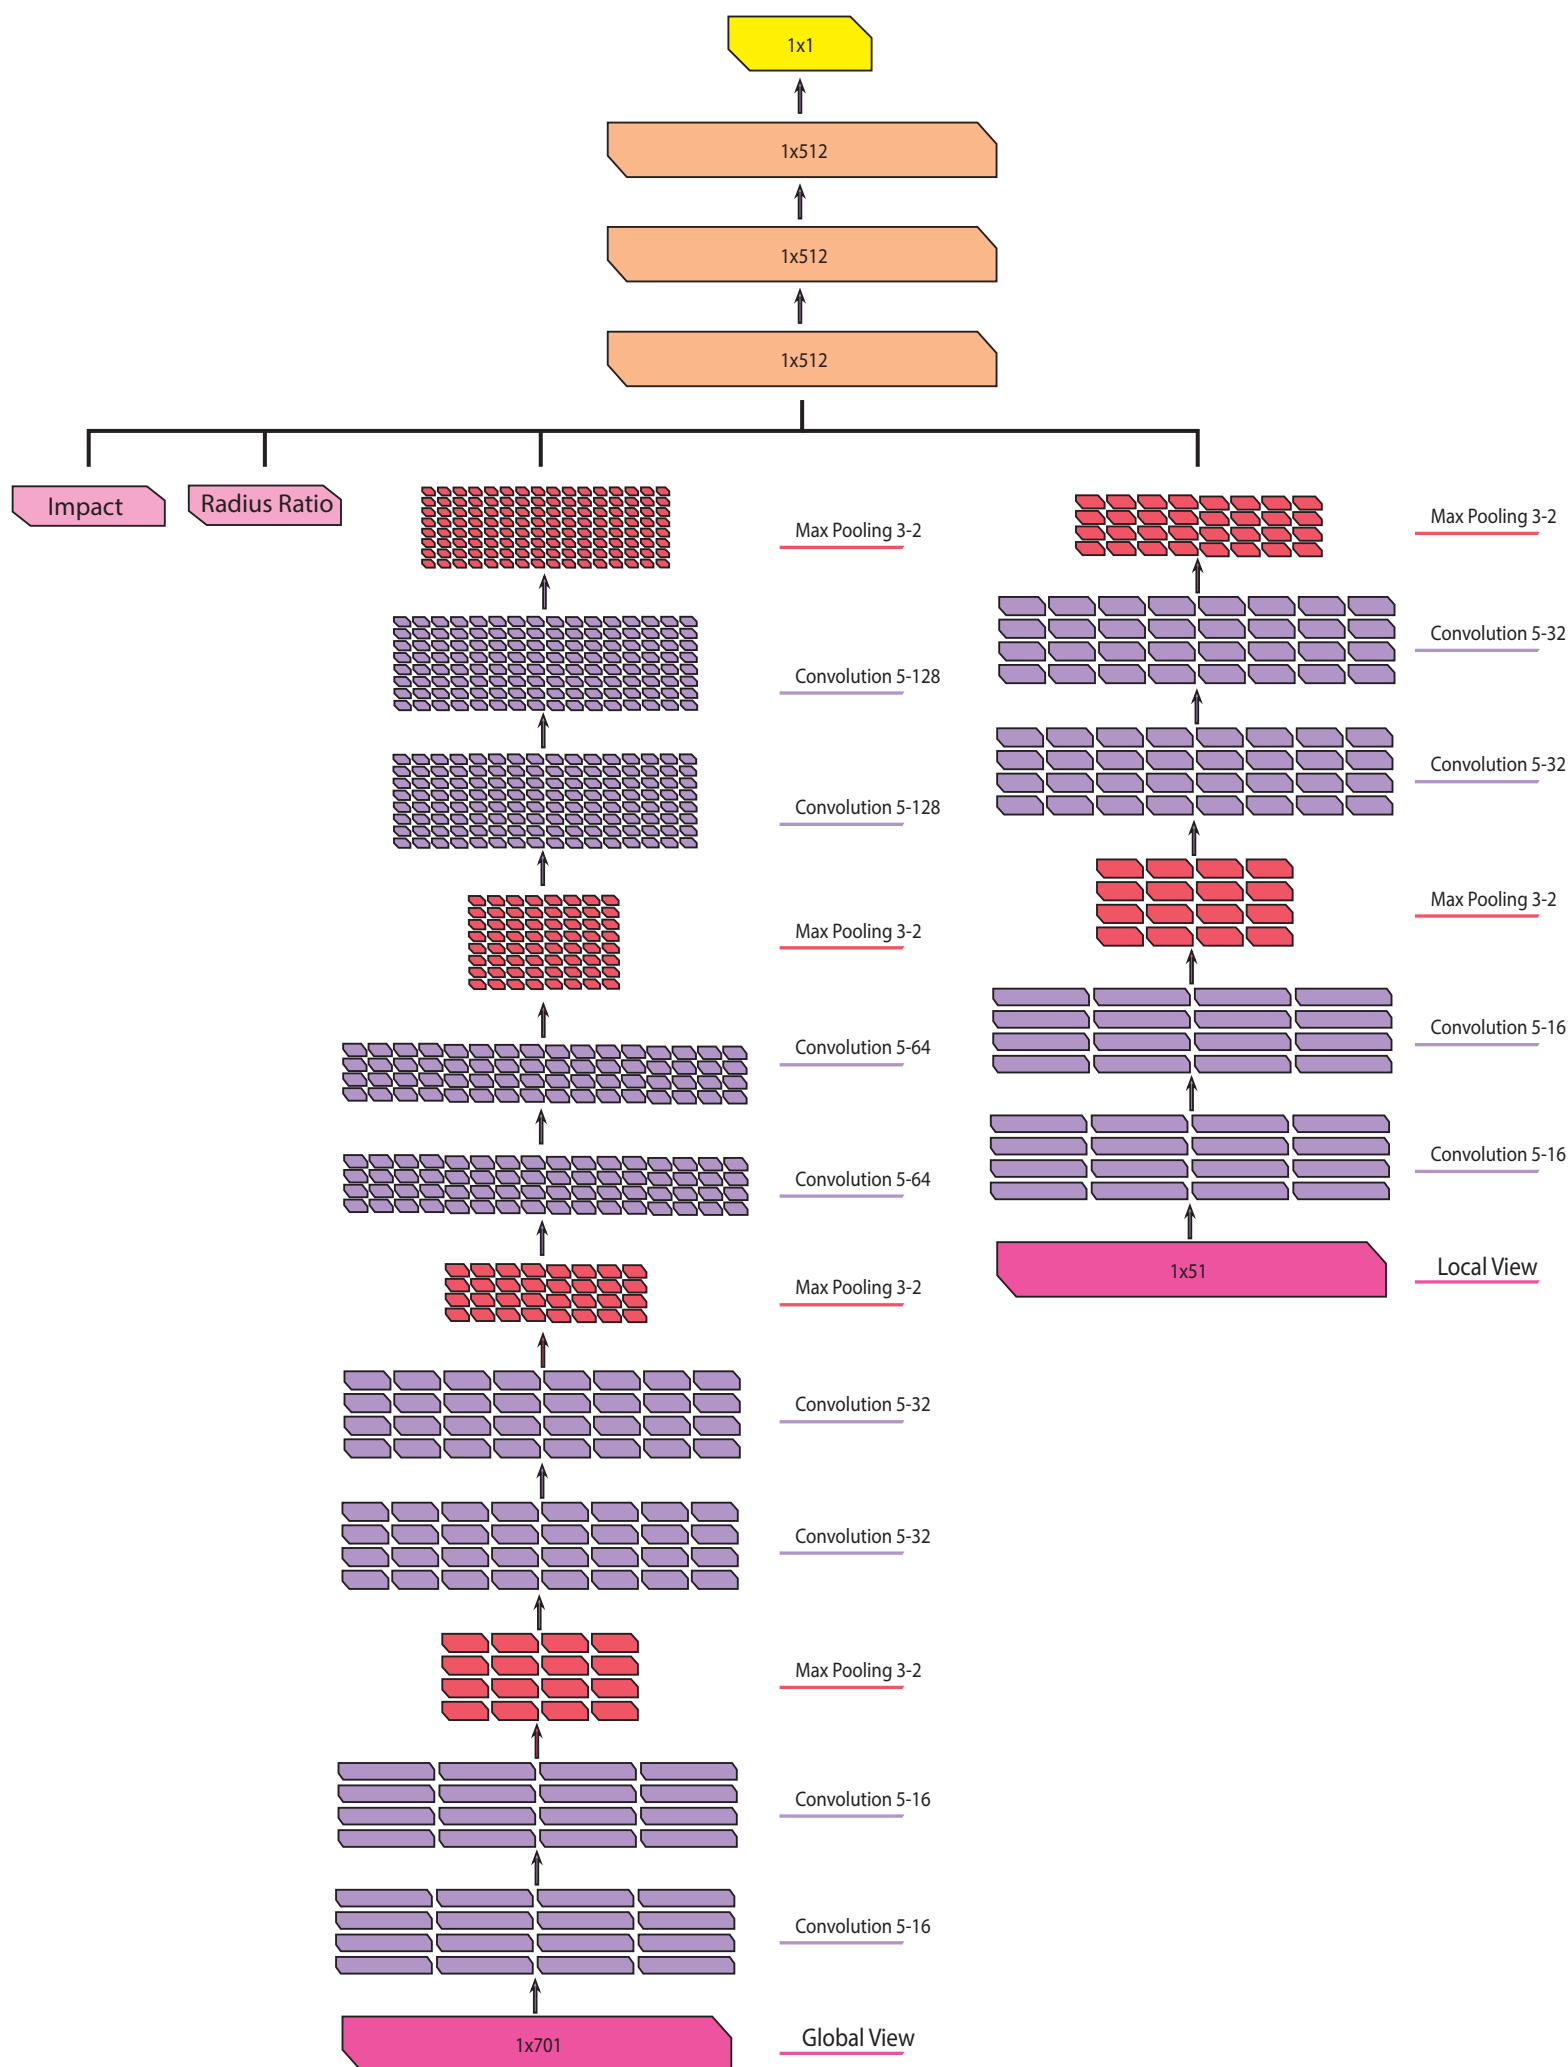 1x1
1x512
1x512
1x512
Impact
Radius Ratio
Max Pooling 3-2
Convolution 5-128
Convolution 5-128
Max Pooling 3-2
Convolution 5-64
Convolution 5-64
Max Pooling 3-2
Convolution 5-32
Convolution 5-32
Max Pooling 3-2
Convolution 5-16
Convolution 5-16
1x701
Global View
Max Pooling 3-2
Convolution 5-32
Convolution 5-32
Max Pooling 3-2
Convolution 5-16
Convolution 5-16
1x51
Local View